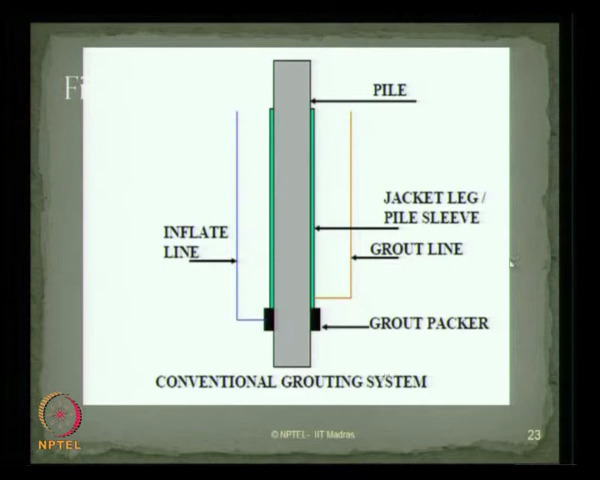 Fi
PILE
JACKET LEG /
PILE SLEEVE
INFLATE
LINE
GROUT LINE
GROUT PACKER
CONVENTIONAL GROUTING SYSTEM
NPTEL
© NPTEL - IIT Madras
23